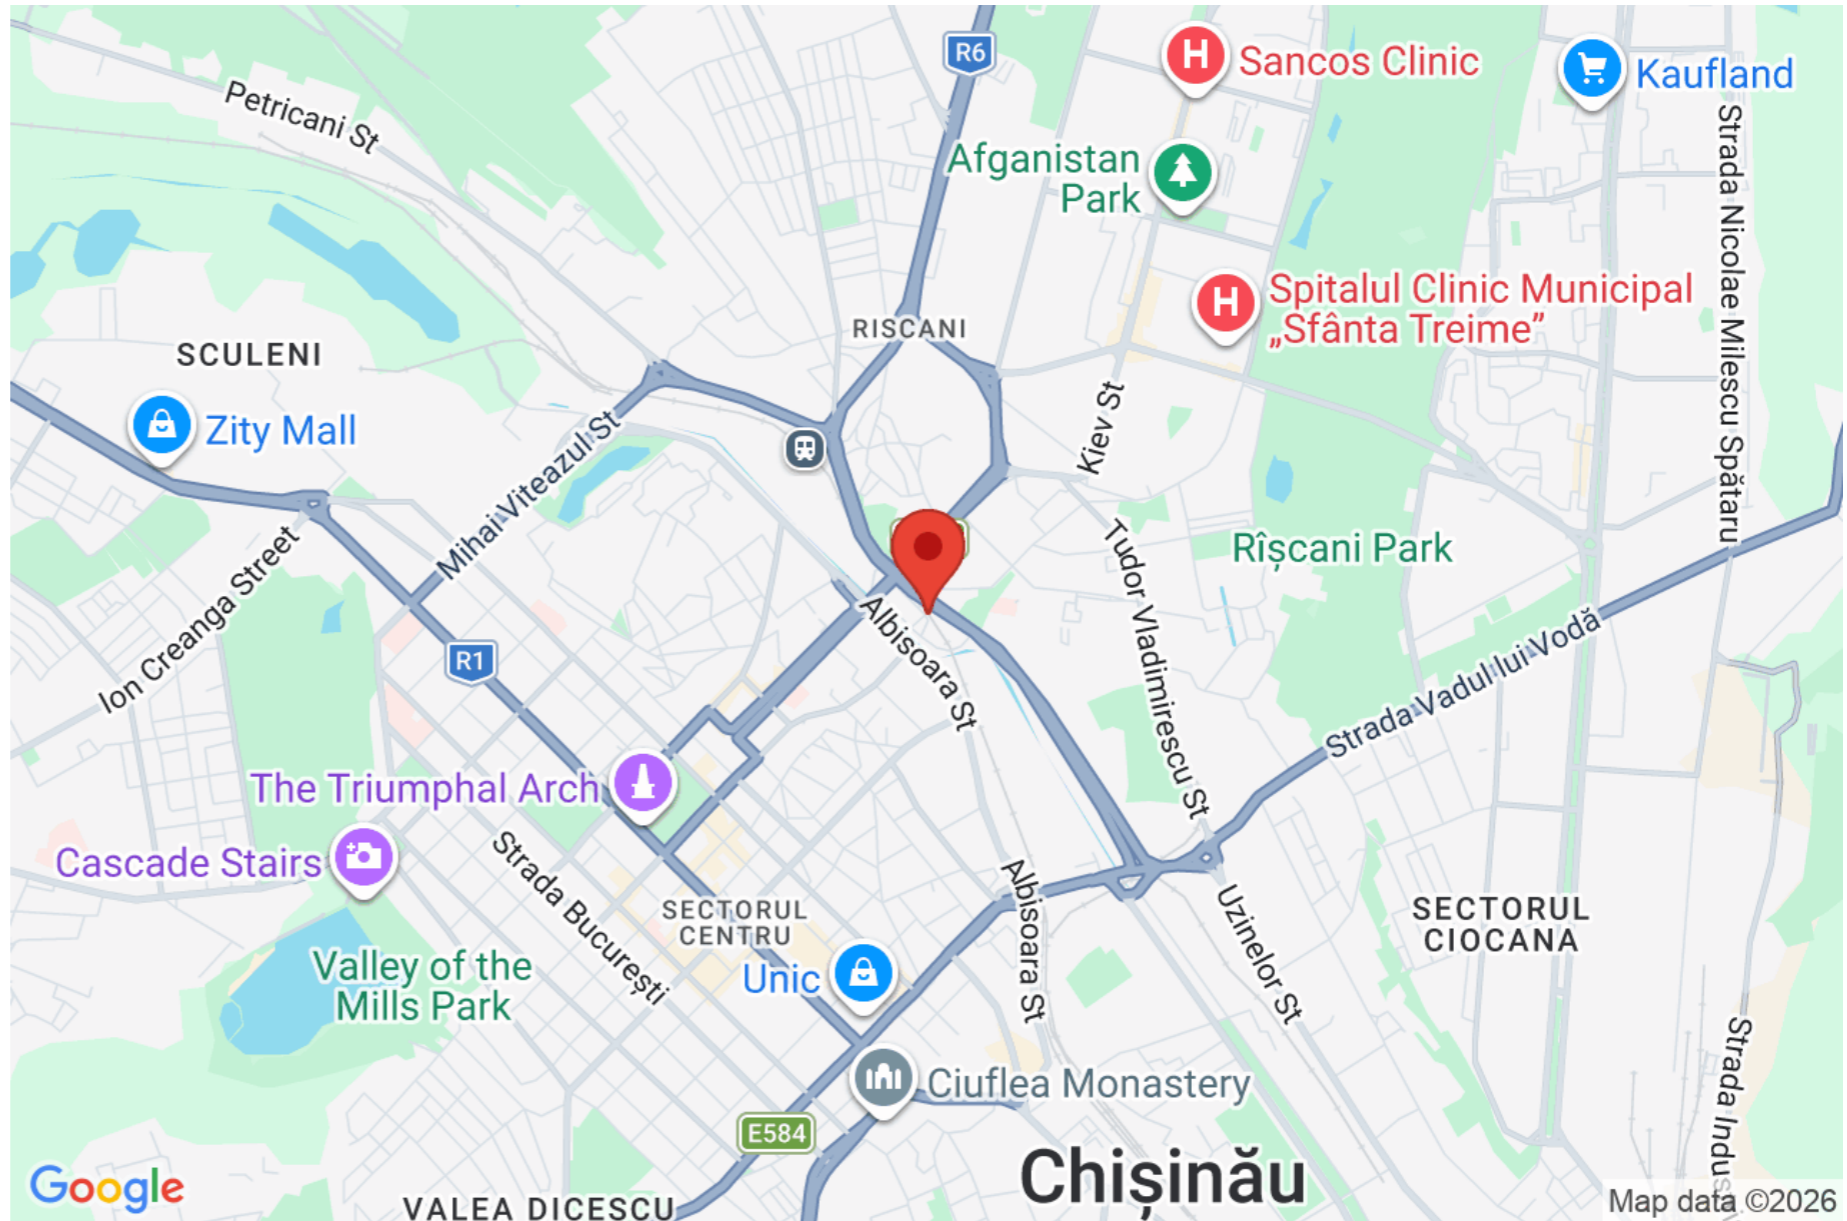 R6
Sancos Clinic
Kaufland
Petricani St
Afganistan
Park
Strada Nicolae Milescu Spătaru
Spitalul Clinic Municipal
„Sfânta Treime”
RISCANI
SCULENI
Zity Mall
Mihai Viteazul St
Kiev St
Ion Creanga Street
Tudor Vladimirescu St
Rîșcani Park
Albisoara St
R1
Strada Vadul lui Vodă
The Triumphal Arch
Cascade Stairs
Strada București
SECTORUL
CENTRU
Albisoara St
Uzinelor St
SECTORUL
CIOCANA
Valley of the
Mills Park
Unic
Ciuflea Monastery
Strada Indus
E584
Chișinău
Google
VALEA DICESCU
Map data ©2026